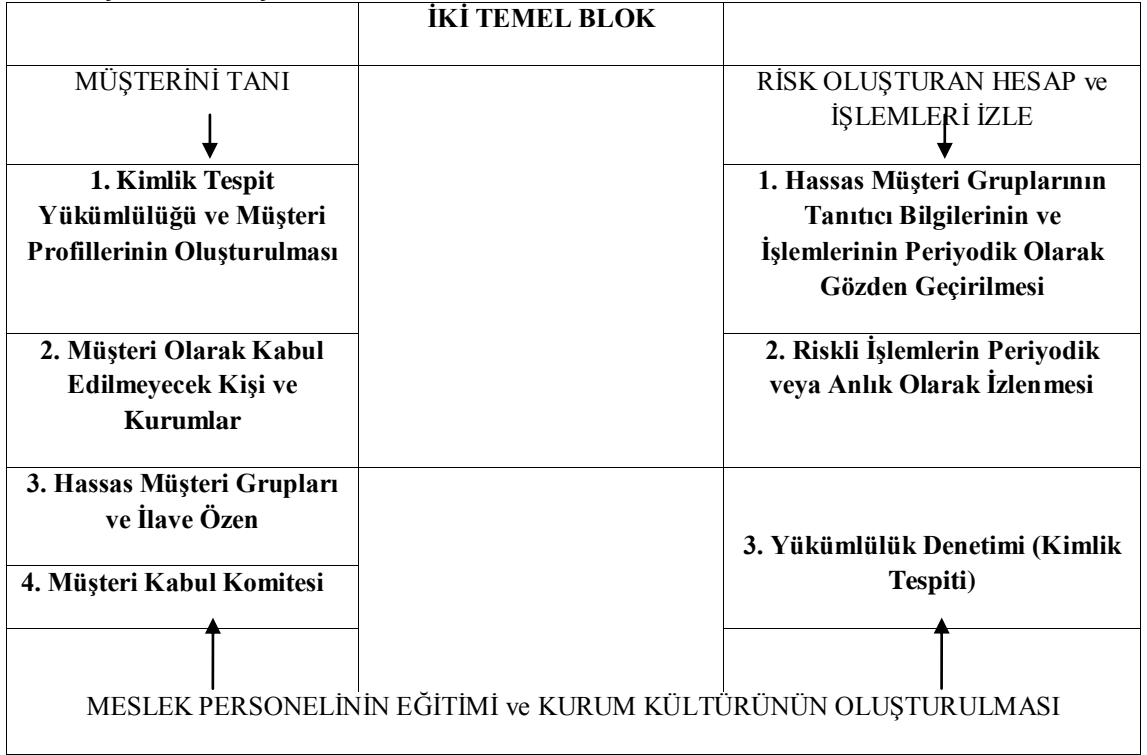 İKİ TEMEL BLOK
MÜŞTERİNİ TANI
RİSK OLUŞTURAN HESAP ve
İŞLEMLERİ İZLE
1. Kimlik Tespit
Yükümlülüğü ve Müşteri
Profillerinin Oluşturulması
1. Hassas Müşteri Gruplarının
Tanıtıcı Bilgilerinin ve
İşlemlerinin Periyodik Olarak
Gözden Geçirilmesi
2. Müşteri Olarak Kabul
Edilmeyecek Kişi ve
Kurumlar
2. Riskli İşlemlerin Periyodik
veya Anlık Olarak İzlenmesi
3. Hassas Müşteri Grupları
ve İlave Özen
4. Müşteri Kabul Komitesi
3. Yükümlülük Denetimi (Kimlik
Tespiti)
MESLEK PERSONELİNİN EĞİTİMİ ve KURUM KÜLTÜRÜNÜN OLUŞTURULMASI